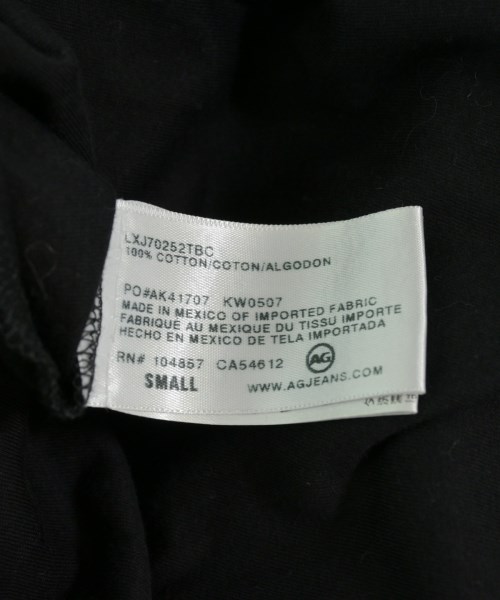 LXJ70252TBC
100% COTTON/COTON/ALGODON
PO#AK41707 KW0507
MADE IN MEXICO OF IMPORTED FABRIC
FABRIQUÉ AU MEXIQUE DU TISSU IMPORTE
HECHO EN MEXICO DE TELA IMPORTADA
RN# 104857 CA54612 AG
SMALL WWW.AGJEANS.COM